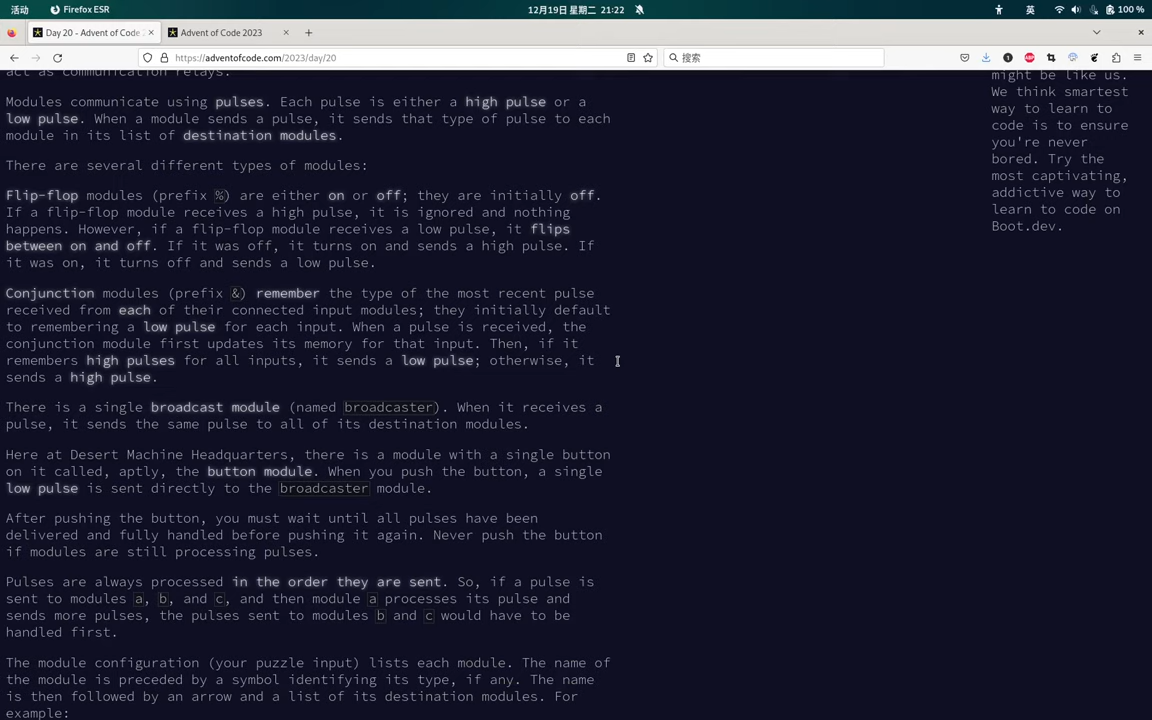 活动
Firefox ESR
12月19日 星期二 21:22
英
100 %
Day 20 - Advent of Code 2
Advent of Code 2023
https://adventofcode.com/2023/day/20
搜索
ABP
act as communication relays.
Modules communicate using pulses. Each pulse is either a high pulse or a
low pulse. When a module sends a pulse, it sends that type of pulse to each
module in its list of destination modules.
There are several different types of modules:
Flip-flop modules (prefix %) are either on or off; they are initially off.
If a flip-flop module receives a high pulse, it is ignored and nothing
happens. However, if a flip-flop module receives a low pulse, it flips
between on and off. If it was off, it turns on and sends a high pulse. If
it was on, it turns off and sends a low pulse.
Conjunction modules (prefix &) remember the type of the most recent pulse
received from each of their connected input modules; they initially default
to remembering a low pulse for each input. When a pulse is received, the
conjunction module first updates its memory for that input. Then, if it
remembers high pulses for all inputs, it sends a low pulse; otherwise, it
sends a high pulse.
There is a single broadcast module (named broadcaster). When it receives a
pulse, it sends the same pulse to all of its destination modules.
Here at Desert Machine Headquarters, there is a module with a single button
on it called, aptly, the button module. When you push the button, a single
low pulse is sent directly to the broadcaster module.
After pushing the button, you must wait until all pulses have been
delivered and fully handled before pushing it again. Never push the button
if modules are still processing pulses.
Pulses are always processed in the order they are sent. So, if a pulse is
sent to modules a, b, and c, and then module a processes its pulse and
sends more pulses, the pulses sent to modules b and c would have to be
handled first.
The module configuration (your puzzle input) lists each module. The name of
the module is preceded by a symbol identifying its type, if any. The name
is then followed by an arrow and a list of its destination modules. For
example:
might be like us.
We think smartest
way to learn to
code is to ensure
you're never
bored. Try the
most captivating,
addictive way to
learn to code on
Boot.dev.